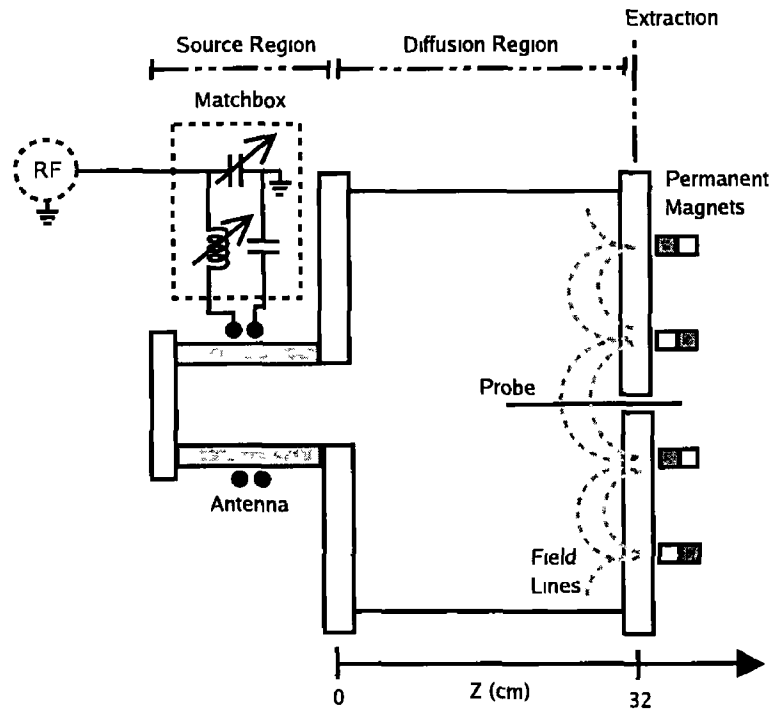 Extraction
Source Region
Diffusion Region
Matchbox
RF
Permanent
Magnets
Probe
Antenna
Field
Lines
0
Z (cm)
32